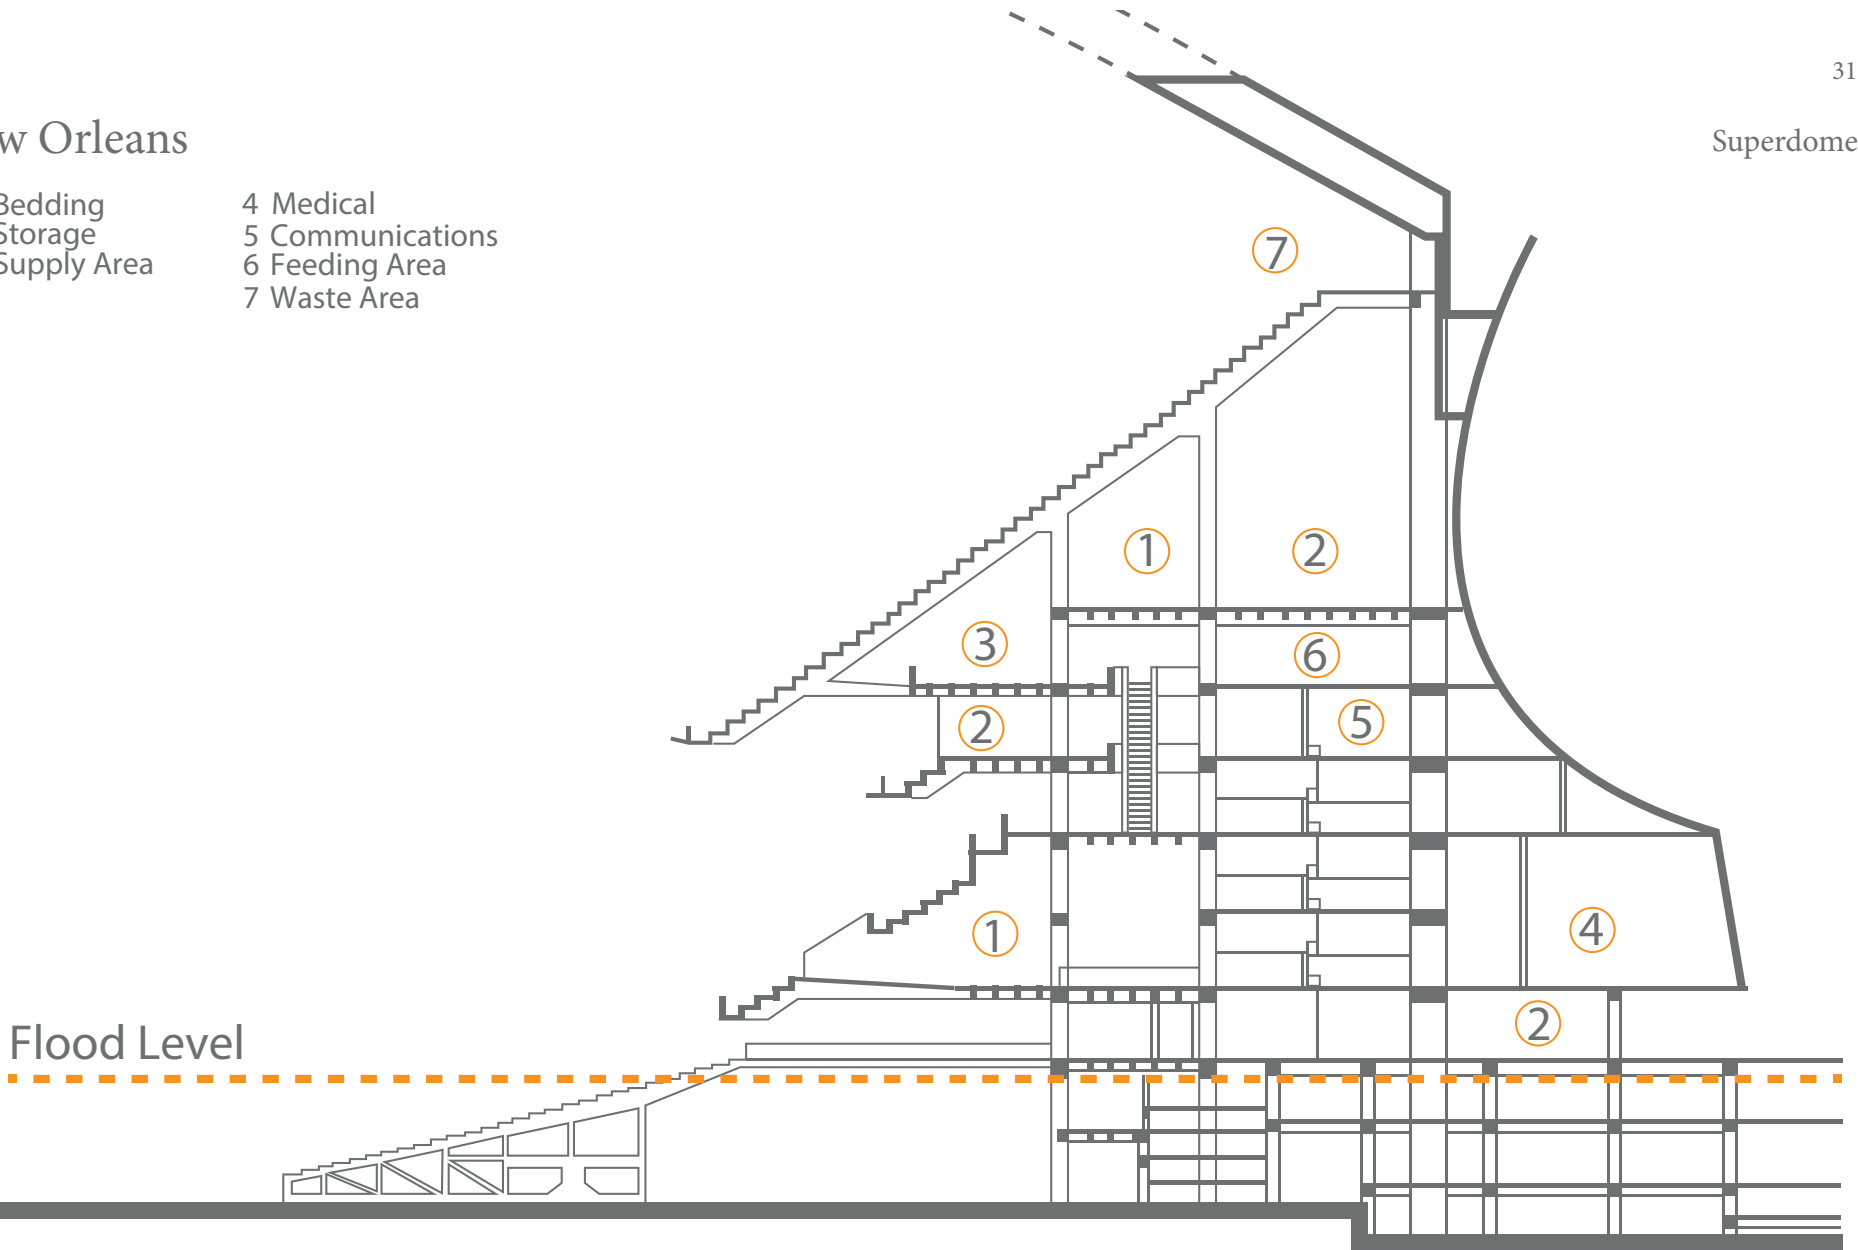 31
w Orleans
Superdome
Bedding
Storage
Supply Area
4 Medical
5 Communications
6 Feeding Area
7 Waste Area
7
1
2
3
6
2
5
1
4
2
Flood Level